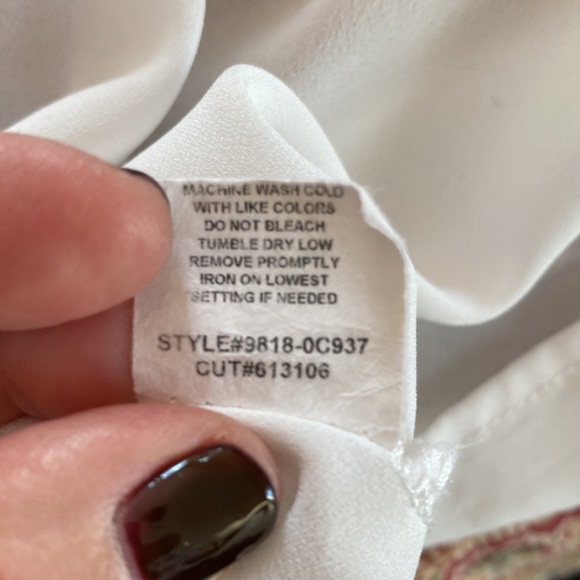 MACHINE WASH COLD
WITH LIKE COLORS
DO NOT BLEACH
TUMBLE DRY LOW
REMOVE PROMPTLY
IRON ON LOWEST
SETTING IF NEEDED
STYLE#9818-0C937
CUT#613106